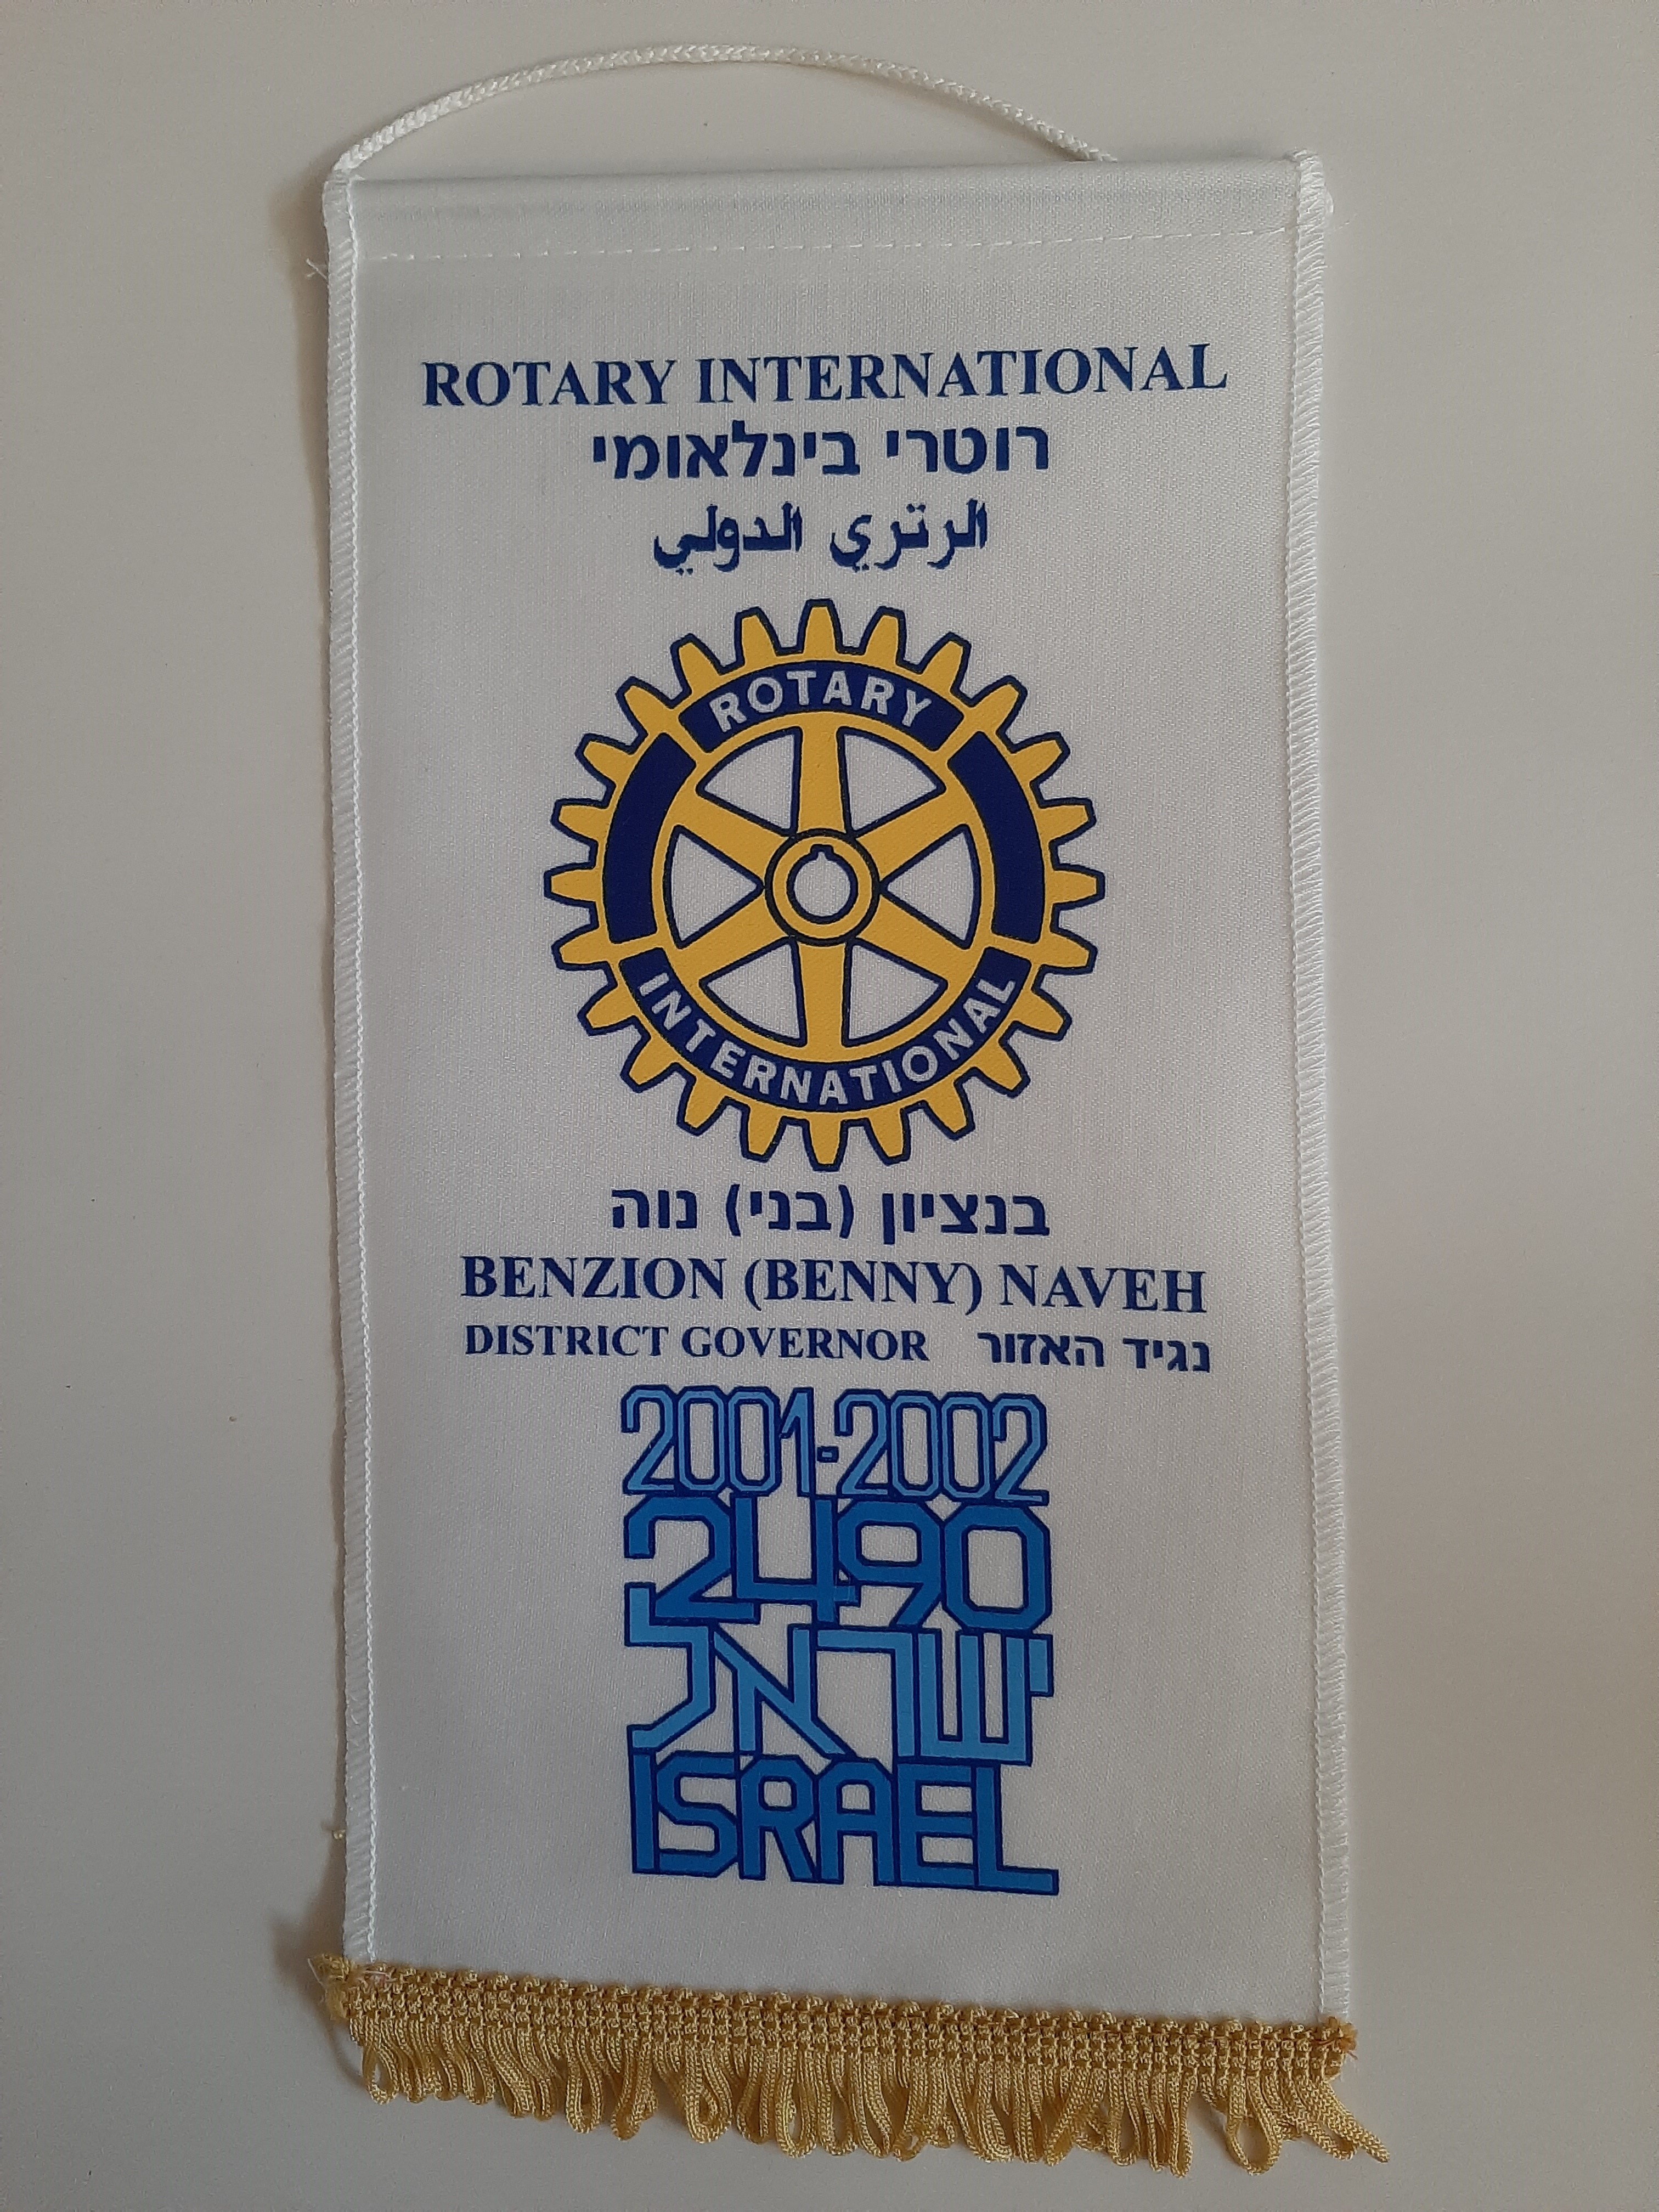 ROTARY INTERNATIONAL
רוטרי בינלאומי
الرتري الدولي
ROTARY
INTERNATIONAL
בנציון (בני) נוה
BENZION (BENNY) NAVEH
DISTRICT GOVERNOR נגיד האזור
2001-2002
2490
ישראל
ISRAEL